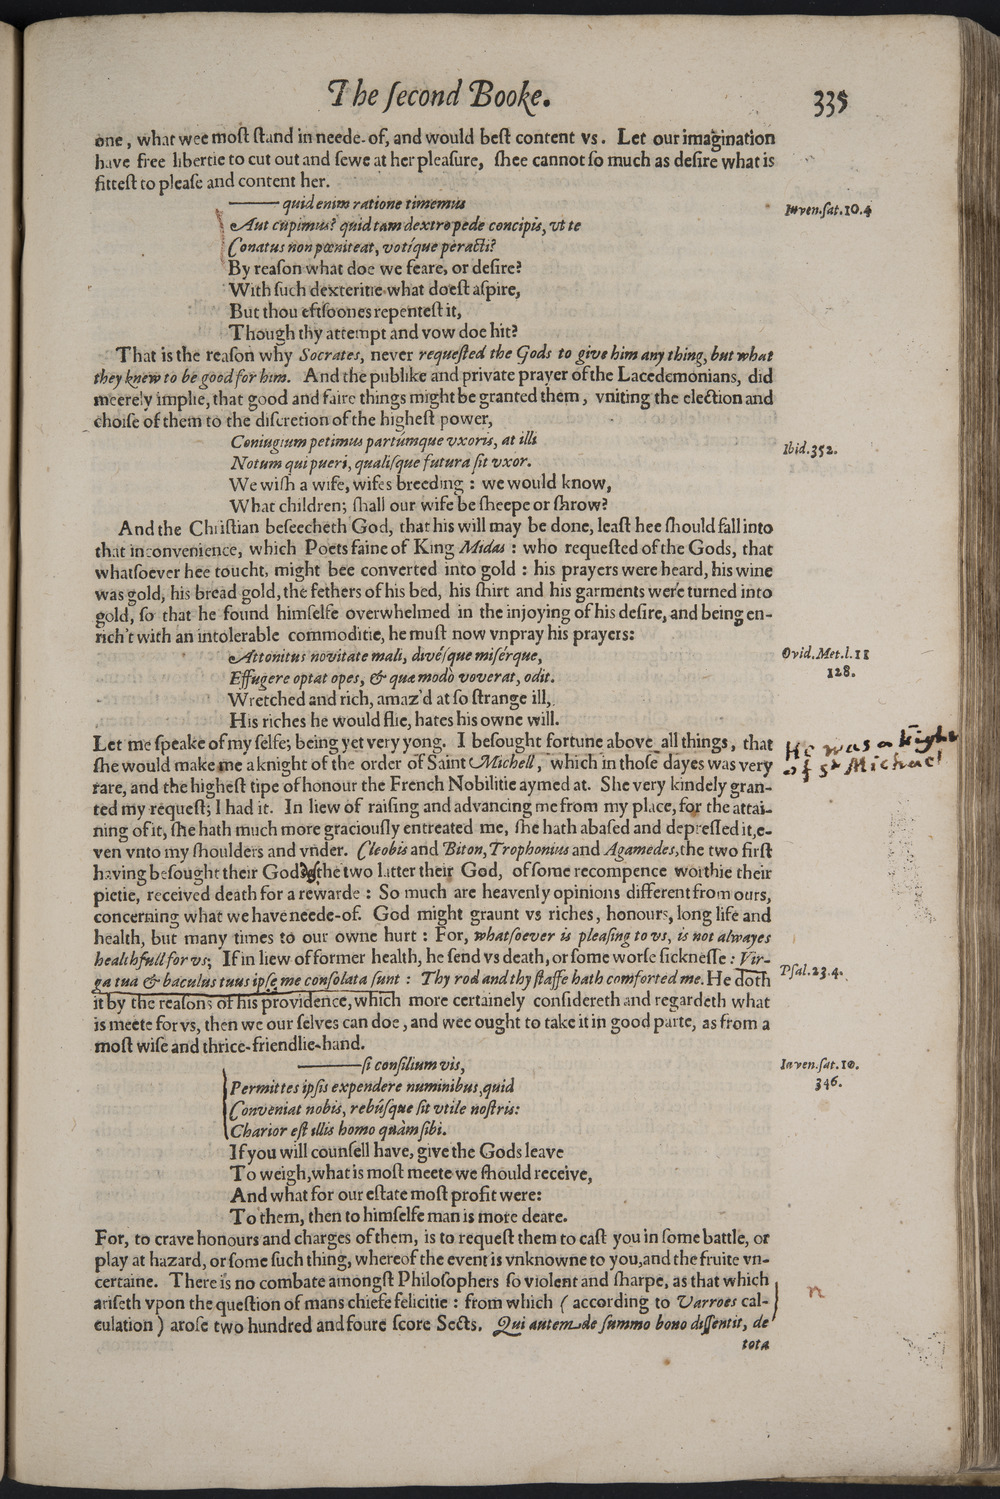 The ſecond Booke. 335
one, what wee moſt ſtand in neede-of, and would beſt content vs. Let our imagination
have free libertie to cut out and ſewe at her pleaſure, ſhee cannot ſo much as deſire what is
fitteſt to pleaſe and content her.
——— quid enim ratione timemus
Iuven.ſat.10.4
Aut cupimus? quid tam dextro pede concipis, vt te
Conatus non pœniteat, votíque peracti?
By reaſon what doe we feare, or deſire?
With ſuch dexteritie what doeſt aſpire,
But thou eftſoones repenteſt it,
Though thy attempt and vow doe hit?
That is the reaſon why Socrates, never requeſted the Gods to give him any thing, but what
they knew to be good for him. And the publike and private prayer of the Lacedemonians, did
meerely implie, that good and faire things might be granted them, vniting the election and
choiſe of them to the diſcretion of the higheſt power,
Coniugium petimus partúmque vxoris, at illi
Ibid.352.
Notum qui pueri, qualiſque futura ſit vxor.
We wiſh a wife, wifes breeding : we would know,
What children; ſhall our wife be ſheepe or ſhrow?
And the Chriſtian beſeecheth God, that his will may be done, leaſt hee ſhould fall into
that inconvenience, which Poets faine of King Midas : who requeſted of the Gods, that
whatſoever hee toucht, might bee converted into gold : his prayers were heard, his wine
was gold, his bread gold, the fethers of his bed, his ſhirt and his garments were turned into
gold, ſo that he found himſelfe overwhelmed in the injoying of his deſire, and being en-
rich't with an intolerable commoditie, he muſt now vnpray his prayers:
Attonitus novitate mali, divéſque miſérque,
Ovid.Met.l.11
128.
Effugere optat opes, & quæ modò voverat, odit.
Wretched and rich, amaz'd at ſo ſtrange ill,
His riches he would flie, hates his owne will.
Let me ſpeake of my ſelfe; being yet very yong. I beſought fortune above all things, that
He was a Knight
of St Michael
ſhe would make me a knight of the order of Saint Michell, which in thoſe dayes was very
rare, and the higheſt tipe of honour the French Nobilitie aymed at. She very kindely gran-
ted my requeſt; I had it. In liew of raiſing and advancing me from my place, for the attai-
ning of it, ſhe hath much more graciouſly entreated me, ſhe hath abaſed and depreſſed it, e-
ven vnto my ſhoulders and vnder. Cleobis and Biton, Trophonius and Agamedes, the two firſt
having beſought their Goddeſs the two latter their God, of ſome recompence worthie their
pietie, received death for a rewarde : So much are heavenly opinions different from ours,
concerning what we have neede-of. God might graunt vs riches, honours, long life and
health, but many times to our owne hurt : For, whatſoever is pleaſing to vs, is not alwayes
healthfull for vs; If in liew of former health, he ſend vs death, or ſome worſe ſickneſſe : Vir-
ga tua & baculus tuus ipſe me conſolata ſunt : Thy rod and thy ſtaffe hath comforted me. He doth
Pſal.23.4.
it by the reaſons of his providence, which more certainely conſidereth and regardeth what
is meete for vs, then we our ſelves can doe, and wee ought to take it in good parte, as from a
moſt wiſe and thrice-friendlie-hand.
——— ſi conſilium vis,
Iuven.ſat.10.
346.
Permittes ipſis expendere numinibus, quid
Conveniat nobis, rebúſque ſit vtile noſtris:
Charior eſt illis homo quàm ſibi.
If you will counſell have, give the Gods leave
To weigh, what is moſt meete we ſhould receive,
And what for our eſtate moſt profit were:
To them, then to himſelfe man is more deare.
For, to crave honours and charges of them, is to requeſt them to caſt you in ſome battle, or
play at hazard, or ſome ſuch thing, whereof the event is vnknowne to you, and the fruite vn-
certaine. There is no combate amongſt Philoſophers ſo violent and ſharpe, as that which
ariſeth vpon the queſtion of mans chiefe felicitie : from which (according to Varroes cal-
n
culation) aroſe two hundred and foure ſcore Sects. Qui autem de ſummo bono diſſentit, de
tota